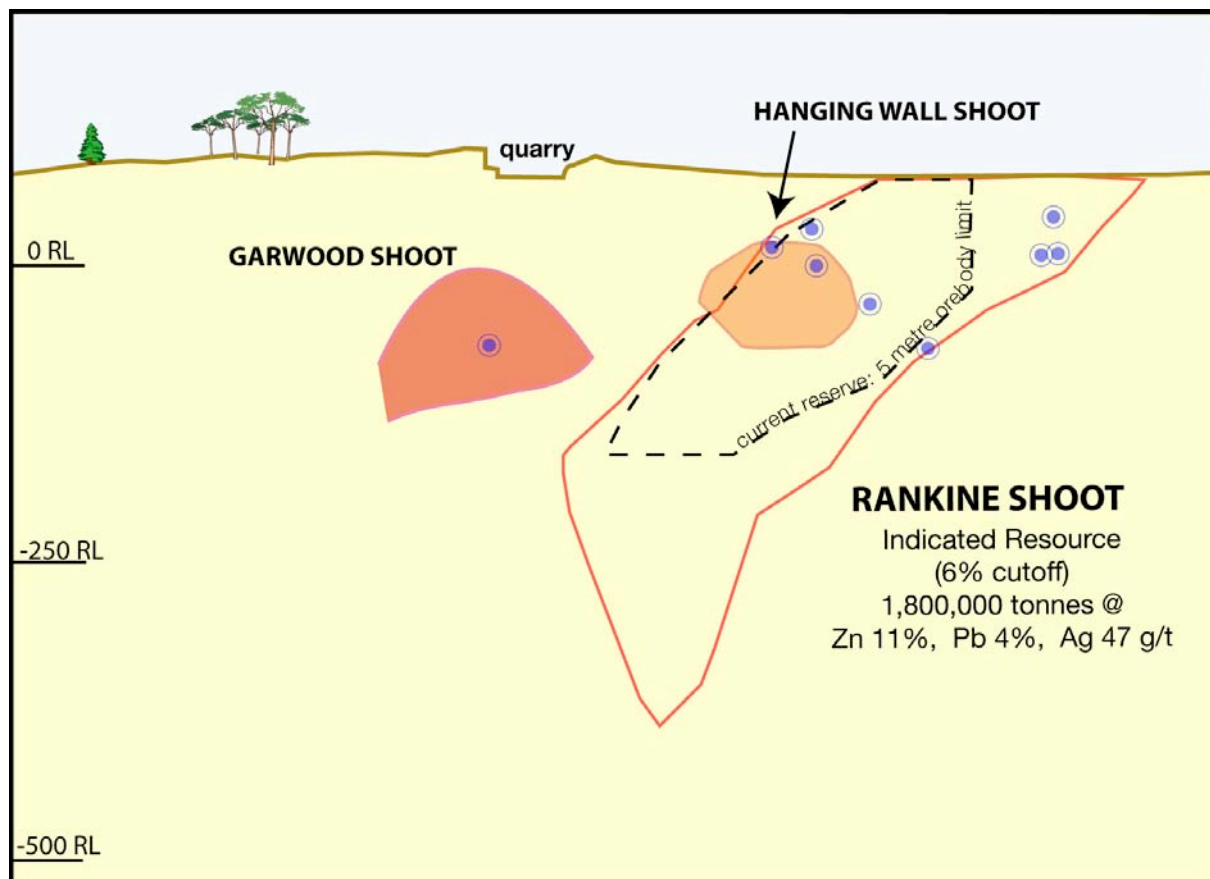 HANGING WALL SHOOT
quarry
0 RL
GARWOOD SHOOT
current reserve: 5 metre orebody limit
RANKINE SHOOT
Indicated Resource
(6% cutoff)
1,800,000 tonnes @
Zn 11%, Pb 4%, Ag 47 g/t
-250 RL
-500 RL